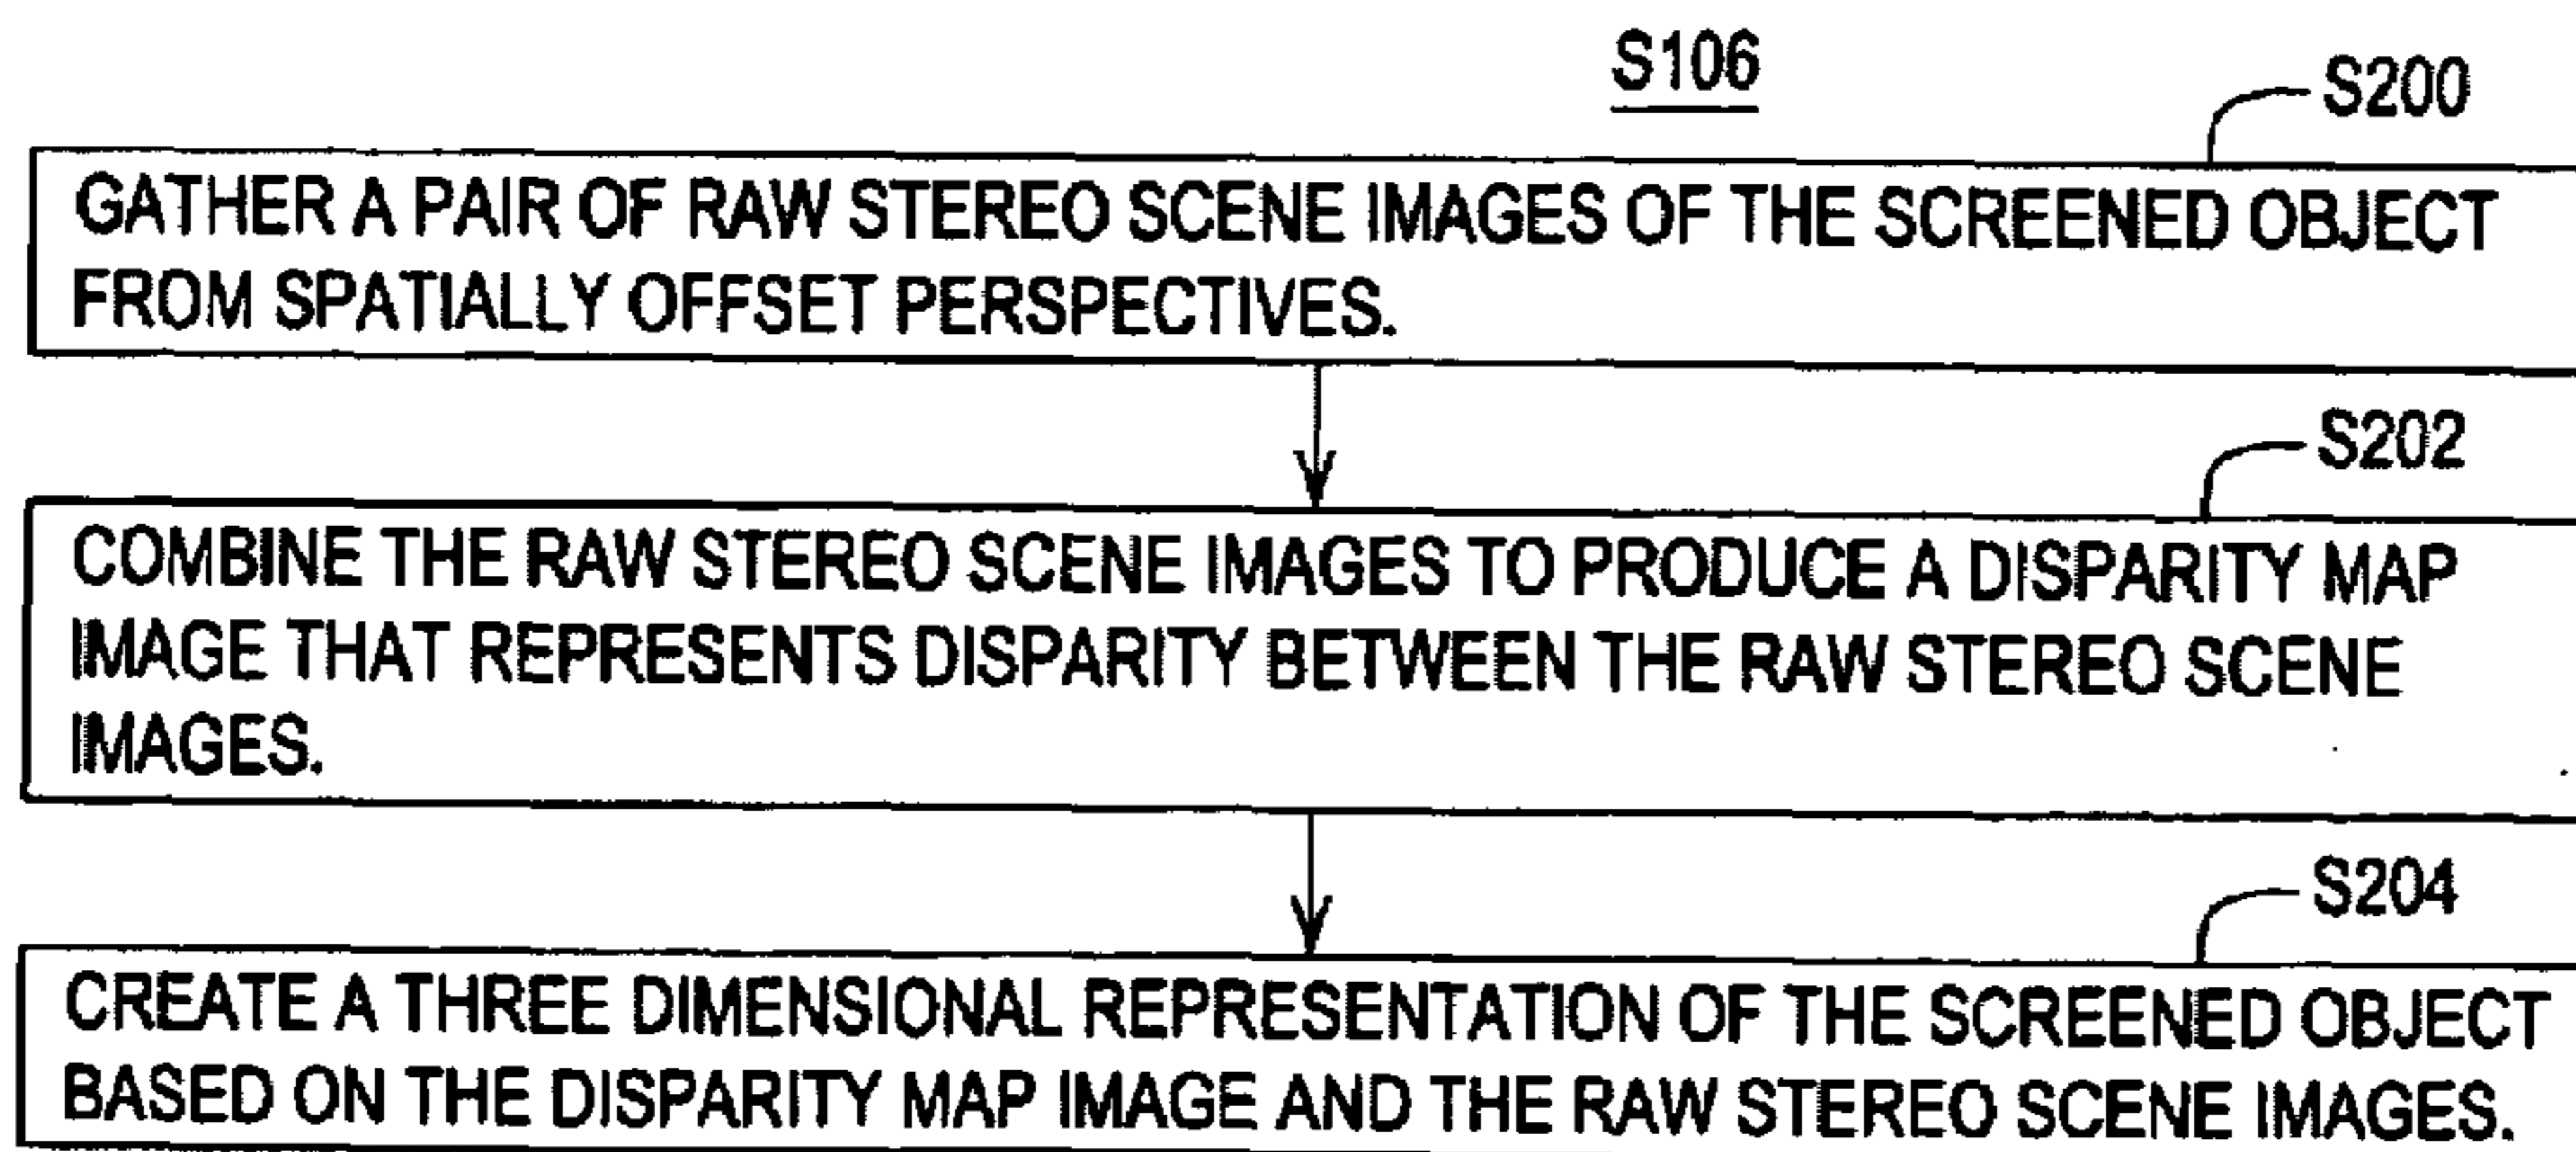 S106
S200
GATHER A PAIR OF RAW STEREO SCENE IMAGES OF THE SCREENED OBJECT
FROM SPATIALLY OFFSET PERSPECTIVES.
S202
COMBINE THE RAW STEREO SCENE IMAGES TO PRODUCE A DISPARITY MAP
IMAGE THAT REPRESENTS DISPARITY BETWEEN THE RAW STEREO SCENE
IMAGES.
S204
CREATE A THREE DIMENSIONAL REPRESENTATION OF THE SCREENED OBJECT
BASED ON THE DISPARITY MAP IMAGE AND THE RAW STEREO SCENE IMAGES.